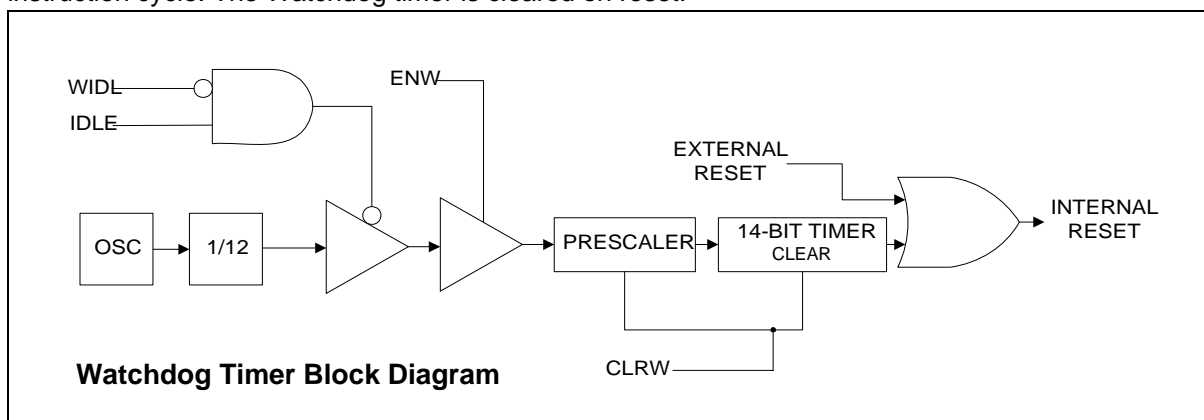 instruction cycle. The Watchdog timer is cleared on reset.
WIDL
IDLE
ENW
EXTERNAL
RESET
INTERNAL
RESET
OSC
1/12
PRESCALER
14-BIT TIMER
CLEAR
CLRW
Watchdog Timer Block Diagram